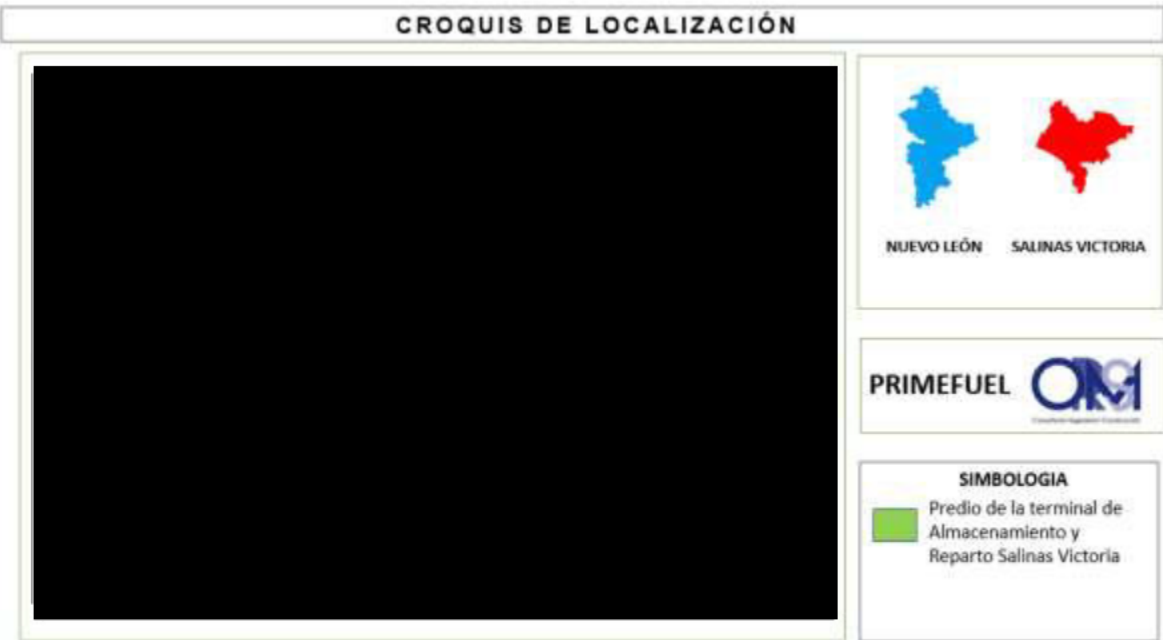 CROQUIS DE LOCALIZACIÓN
NUEVO LEÓN
SALINAS VICTORIA
PRIMEFUEL
SIMBOLOGIA
Predio de la terminal de
Almacenamiento y
Reparto Salinas Victoria